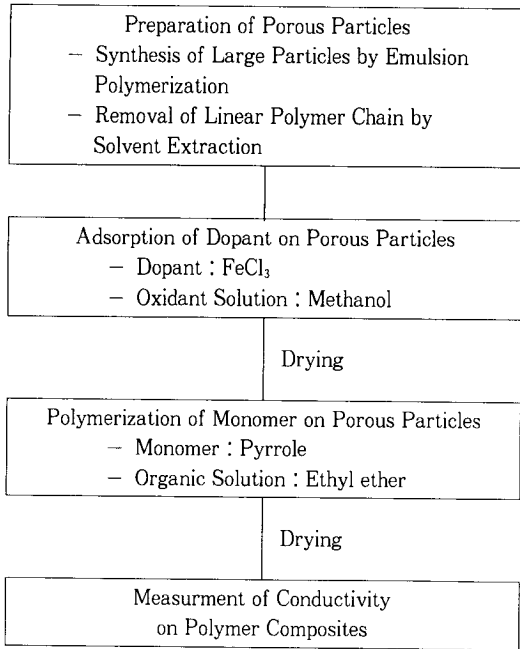 Preparation of Porous Particles
– Synthesis of Large Particles by Emulsion
Polymerization
– Removal of Linear Polymer Chain by
Solvent Extraction
Adsorption of Dopant on Porous Particles
– Dopant : FeCl₃
– Oxidant Solution : Methanol
Drying
Polymerization of Monomer on Porous Particles
– Monomer : Pyrrole
– Organic Solution : Ethyl ether
Drying
Measurment of Conductivity
on Polymer Composites